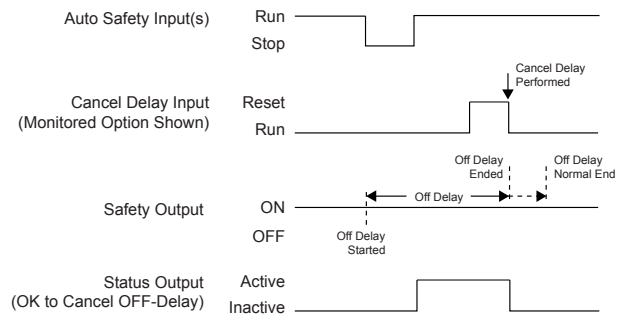 Auto Safety Input(s)
Run
Stop
Cancel Delay
Performed
Cancel Delay Input
(Monitored Option Shown)
Reset
Run
Off Delay
Ended
Off Delay
Normal End
Off Delay
Safety Output
ON
OFF
Off Delay
Started
Status Output
(OK to Cancel OFF-Delay)
Active
Inactive